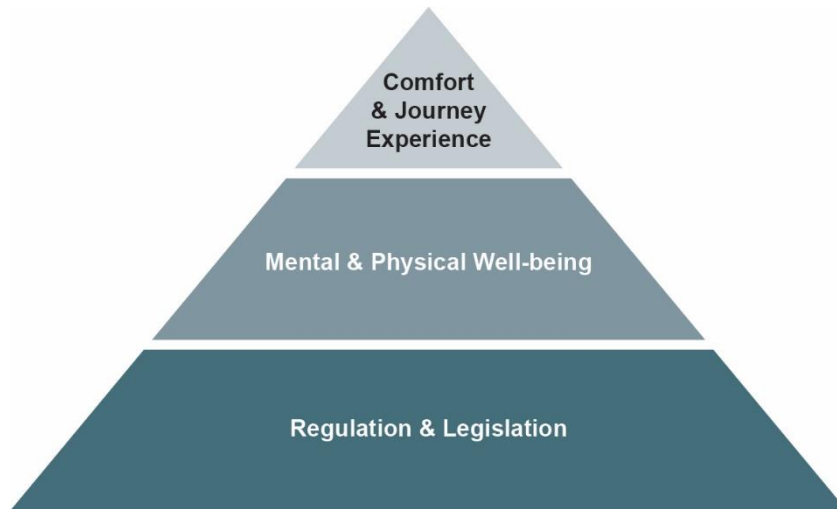 Comfort
& Journey
Experience
Mental & Physical Well-being
Regulation & Legislation